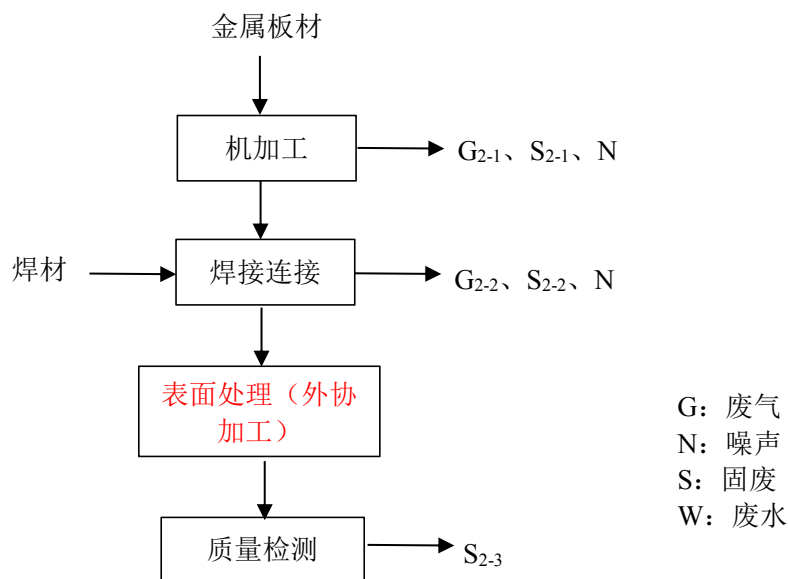 金属板材
机加工
G2-1、S2-1、N
焊材
焊接连接
G2-2、S2-2、N
表面处理（外协
加工）
G：废气
N：噪声
S：固废
W：废水
质量检测
S2-3